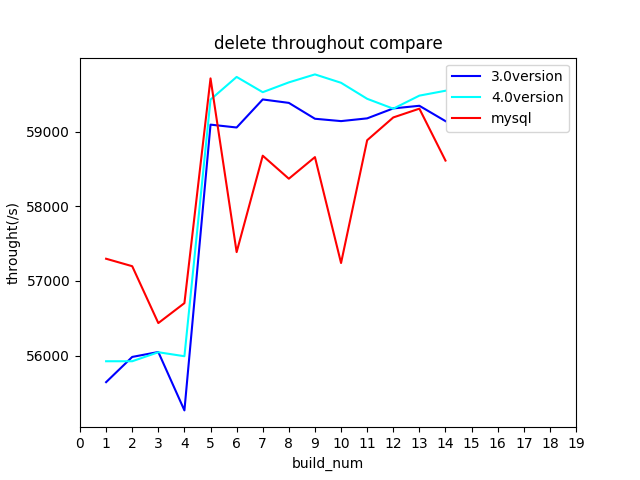 delete throughout compare
3.0version
4.0version
mysql
throught(/s)
59000
58000
57000
56000
0 1 2 3 4 5 6 7 8 9 10 11 12 13 14 15 16 17 18 19
build_num